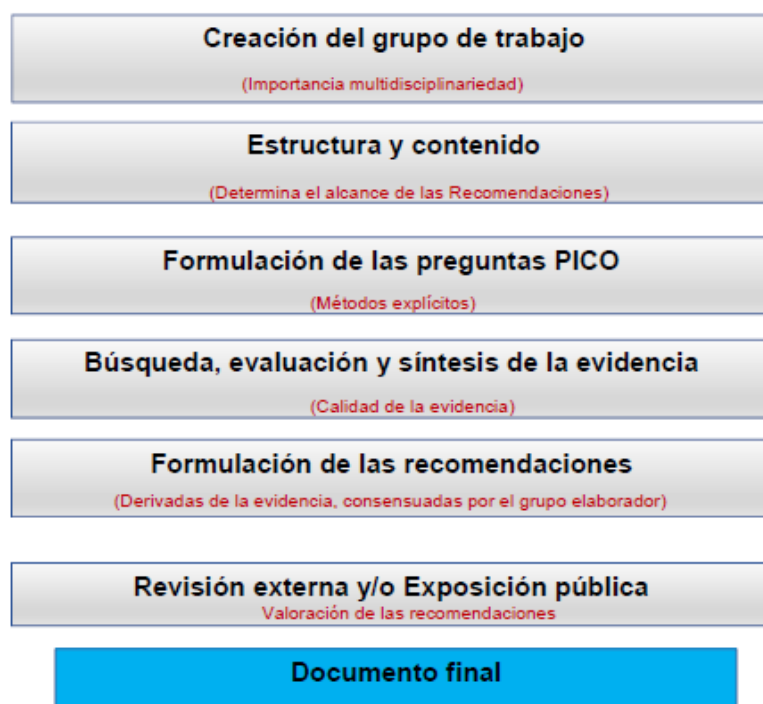 Creación del grupo de trabajo
(Importancia multidisciplinariedad)
Estructura y contenido
(Determina el alcance de las Recomendaciones)
Formulación de las preguntas PICO
(Métodos explícitos)
Búsqueda, evaluación y síntesis de la evidencia
(Calidad de la evidencia)
Formulación de las recomendaciones
(Derivadas de la evidencia, consensuadas por el grupo elaborador)
Revisión externa y/o Exposición pública
Valoración de las recomendaciones
Documento final